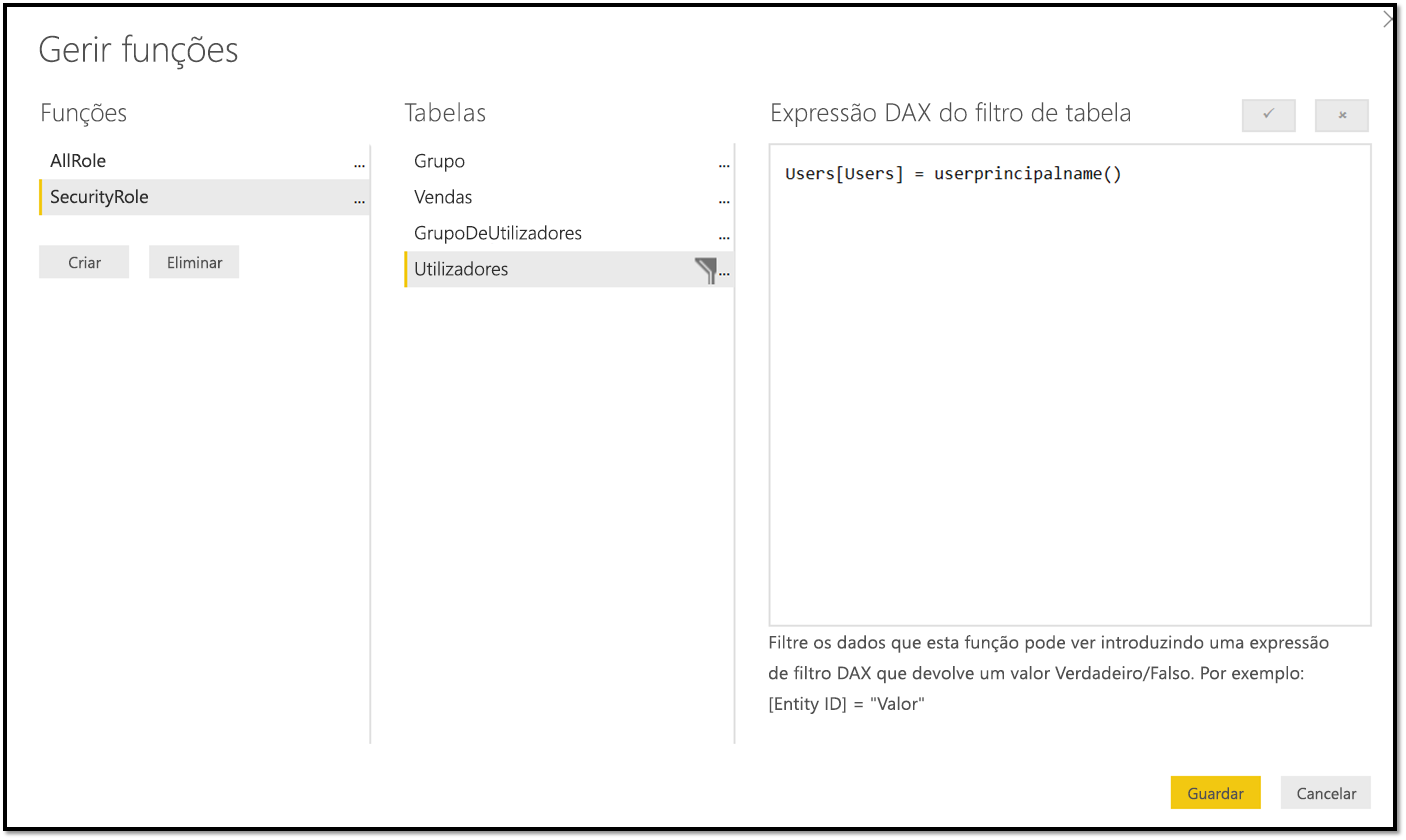 Gerir funções
Funções
AllRole
...
SecurityRole
...
Criar
Eliminar
Tabelas
Grupo
...
Vendas
...
GrupoDeUtilizadores
...
Utilizadores
...
Expressão DAX do filtro de tabela
Users[Users] = userprincipalname()
Filtre os dados que esta função pode ver introduzindo uma expressão
de filtro DAX que devolve um valor Verdadeiro/Falso. Por exemplo:
[Entity ID] = "Valor"
Guardar
Cancelar